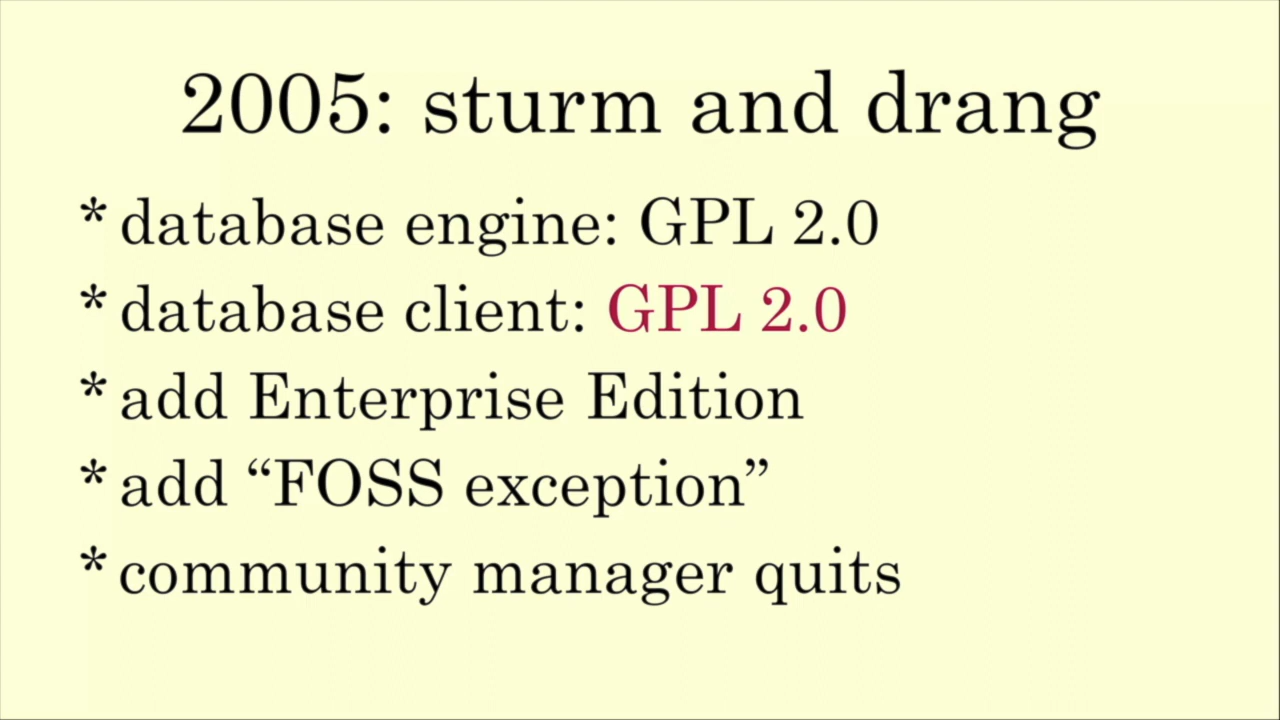 2005: sturm and drang
* database engine: GPL 2.0
* database client: GPL 2.0
* add Enterprise Edition
* add “FOSS exception”
* community manager quits